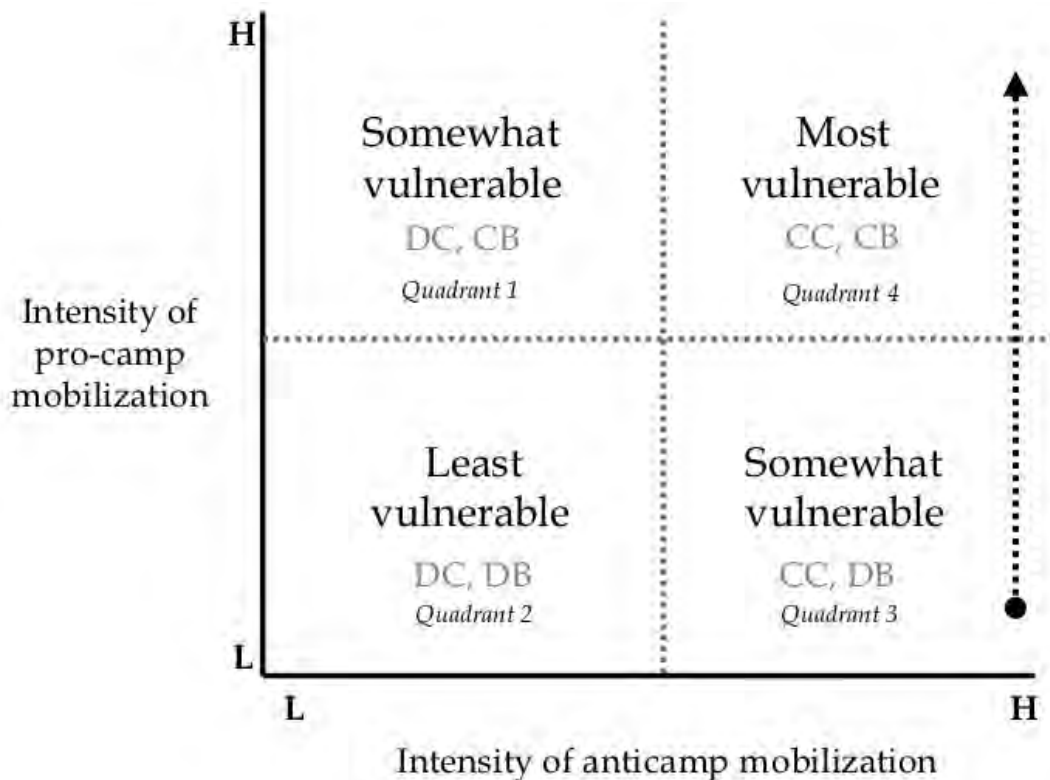 H
Somewhat
vulnerable
DC, CB
Quadrant 1
Most
vulnerable
CC, CB
Quadrant 4
Intensity of
pro-camp
mobilization
Least
vulnerable
DC, DB
Quadrant 2
Somewhat
vulnerable
CC, DB
Quadrant 3
L
L
H
Intensity of anticamp mobilization